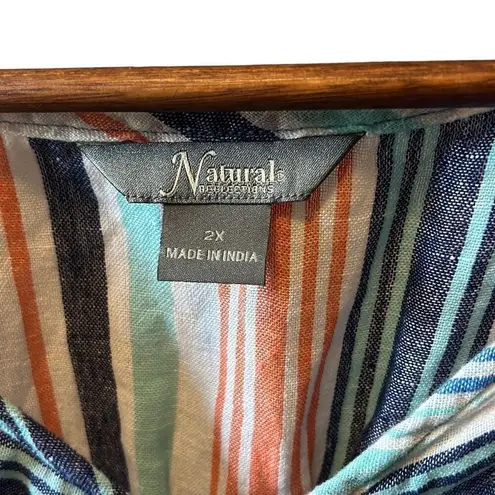 Natural®
REFLECTIONS
2X
MADE IN INDIA